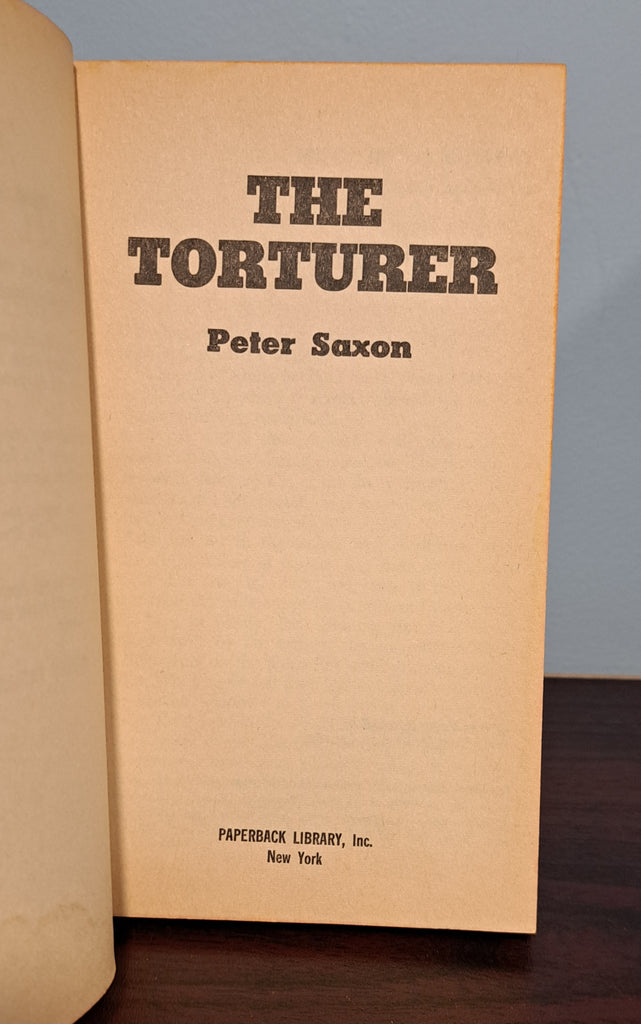 THE
TORTURER
Peter Saxon
PAPERBACK LIBRARY, Inc.
New York